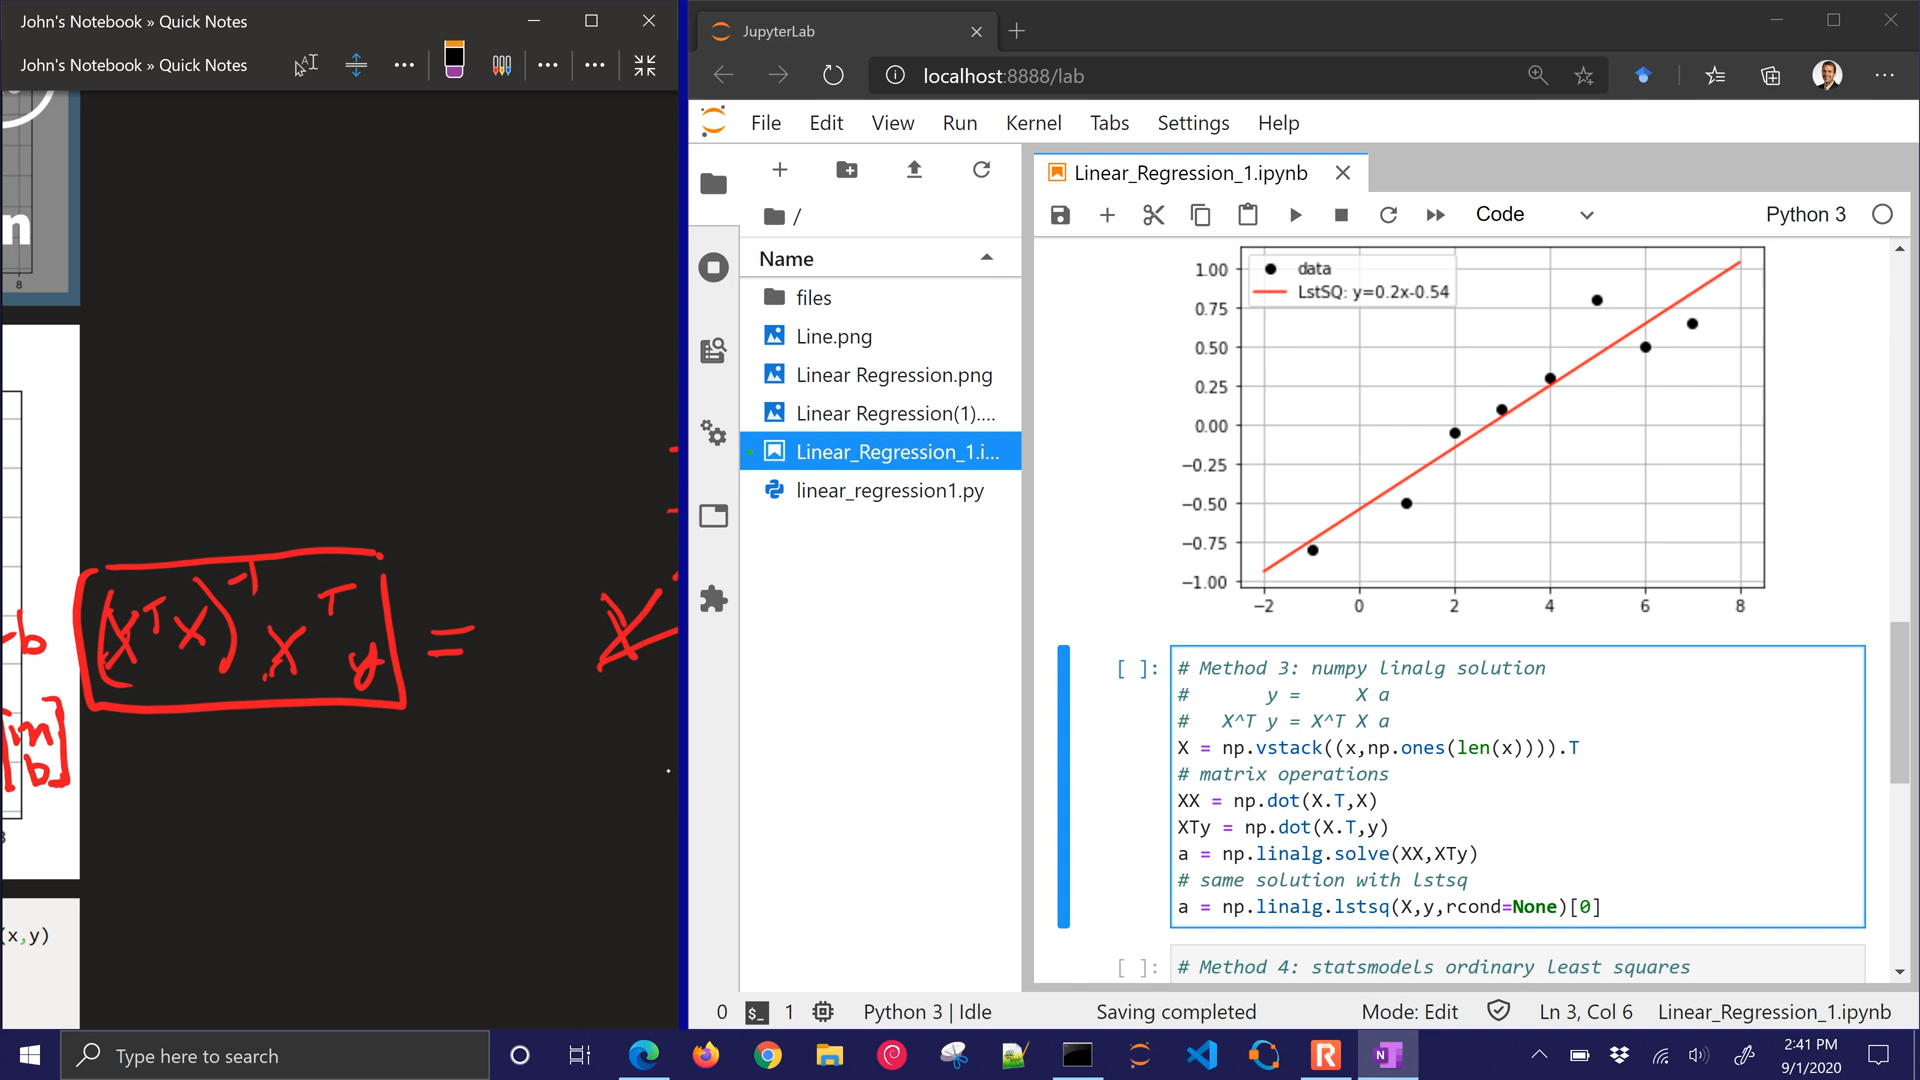 John's Notebook » Quick Notes
John's Notebook » Quick Notes
n
8
(XᵀX)⁻¹ Xᵀy =
-b
[m
b]
(x,y)
JupyterLab
localhost:8888/lab
File Edit View Run Kernel Tabs Settings Help
/
Name
files
Line.png
Linear Regression.png
Linear Regression(1)....
Linear_Regression_1.i...
linear_regression1.py
Linear_Regression_1.ipynb
Code
Python 3
data
LstSQ: y=0.2x-0.54
1.00
0.75
0.50
0.25
0.00
−0.25
−0.50
−0.75
−1.00
−2 0 2 4 6 8
[ ]:
# Method 3: numpy linalg solution
# y = X a
# X^T y = X^T X a
X = np.vstack((x,np.ones(len(x)))).T
# matrix operations
XX = np.dot(X.T,X)
XTy = np.dot(X.T,y)
a = np.linalg.solve(XX,XTy)
# same solution with lstsq
a = np.linalg.lstsq(X,y,rcond=None)[0]
[ ]:
# Method 4: statsmodels ordinary least squares
0 $_ 1 Python 3 | Idle Saving completed Mode: Edit Ln 3, Col 6 Linear_Regression_1.ipynb
Type here to search
R
N
2:41 PM
9/1/2020